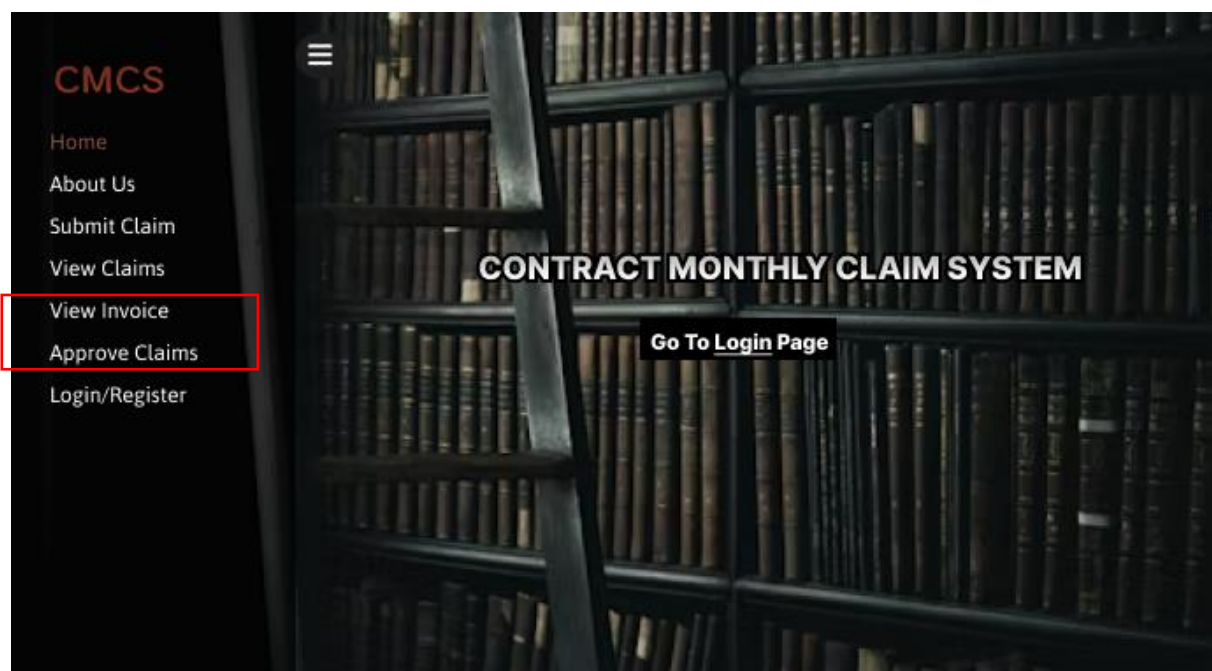 CMCS
Home
About Us
Submit Claim
View Claims
View Invoice
Approve Claims
Login/Register
CONTRACT MONTHLY CLAIM SYSTEM
Go To Login Page